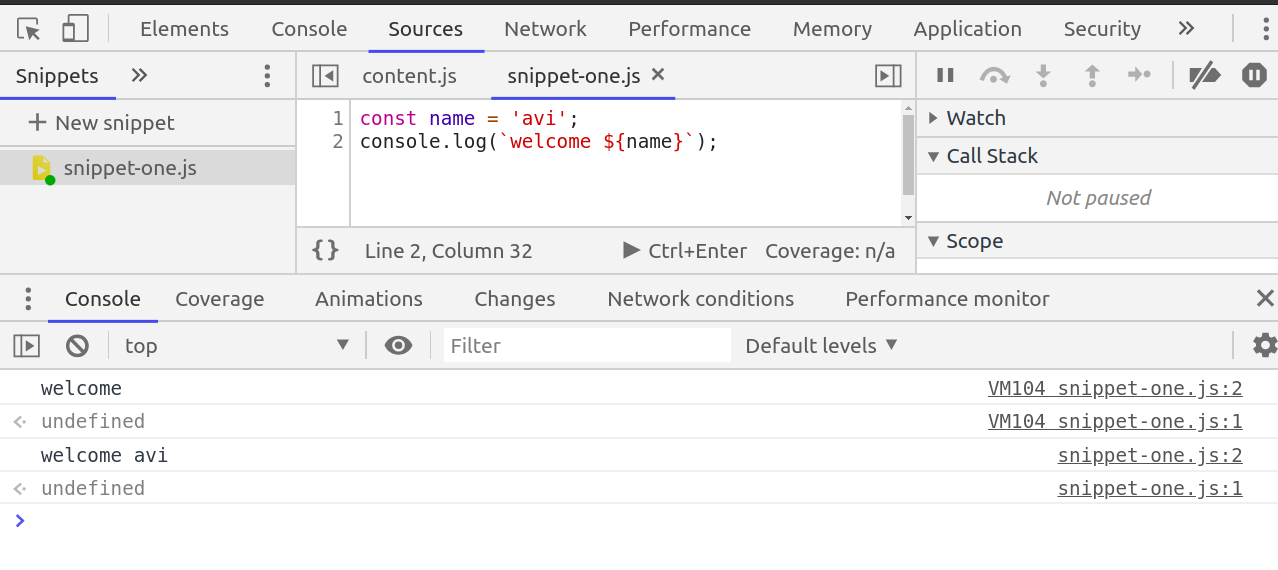 Elements Console Sources Network Performance Memory Application Security
Snippets content.js snippet-one.js
New snippet
snippet-one.js
1 const name = 'avi';
2 console.log(`welcome ${name}`);
{} Line 2, Column 32 Ctrl+Enter Coverage: n/a
Watch
Call Stack
Not paused
Scope
Console Coverage Animations Changes Network conditions Performance monitor
top Filter Default levels
welcome VM104 snippet-one.js:2
undefined VM104 snippet-one.js:1
welcome avi snippet-one.js:2
undefined snippet-one.js:1